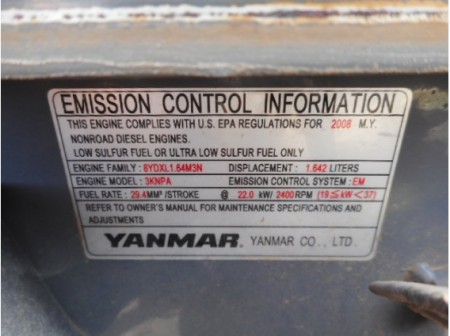 EMISSION CONTROL INFORMATION
THIS ENGINE COMPLIES WITH U.S. EPA REGULATIONS FOR 2008 M.Y.
NONROAD DIESEL ENGINES.
LOW SULFUR FUEL OR ULTRA LOW SULFUR FUEL ONLY
ENGINE FAMILY : 8YDXL1.64M3N DISPLACEMENT : 1.642 LITERS
ENGINE MODEL : 3KNPA EMISSION CONTROL SYSTEM : EM
FUEL RATE : 29.4MM³/STROKE @ 22.0 kW/ 2400RPM (19≤kW<37)
REFER TO OWNER'S MANUAL FOR MAINTENANCE SPECIFICATIONS AND
ADJUSTMENTS
YANMAR YANMAR CO., LTD.